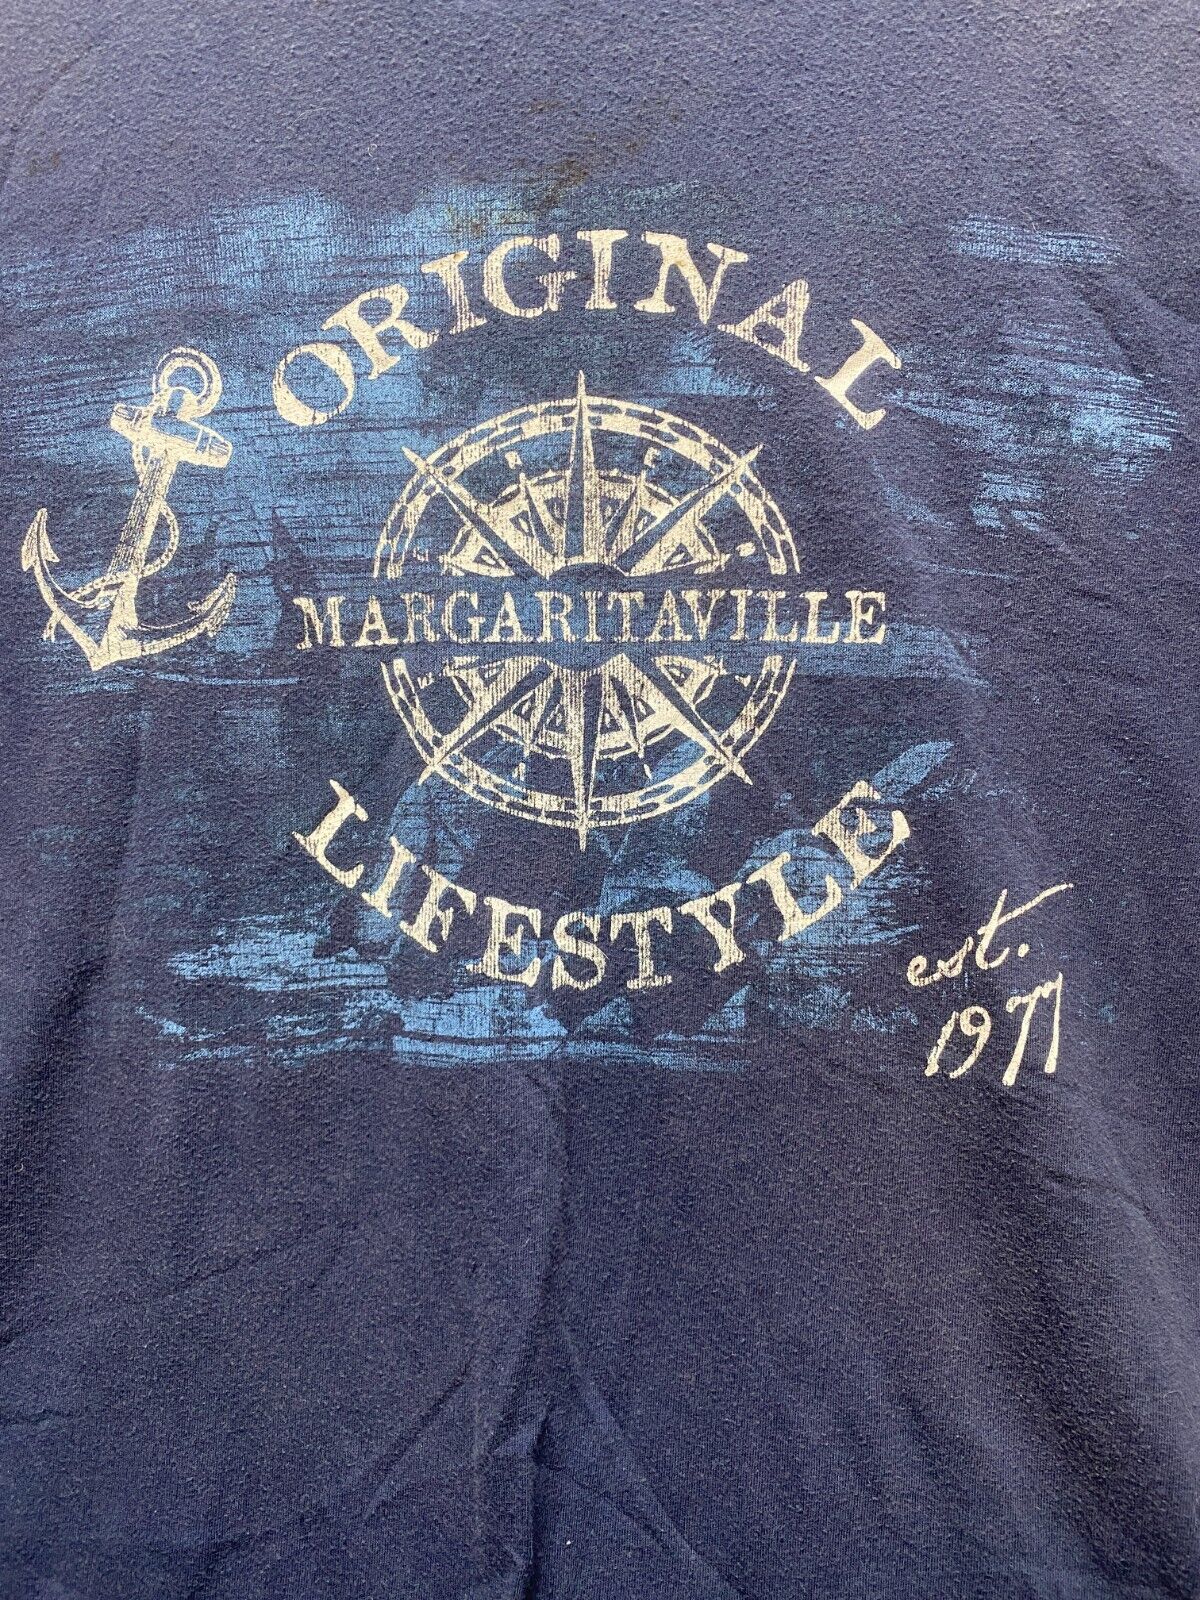 ORIGINAL
MARGARITAVILLE
LIFESTYLE
est.
1977